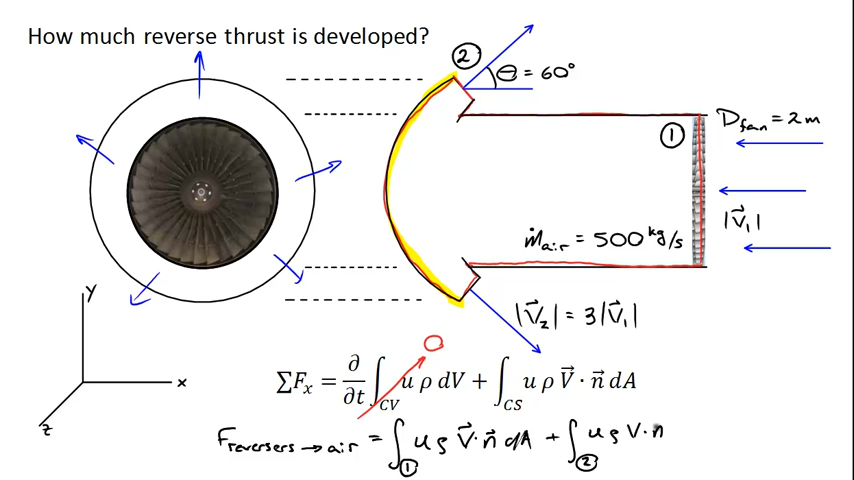 How much reverse thrust is developed?
②
θ = 60°
D_fan = 2 m
①
|V⃗₁|
ṁ_air = 500 kg/s
|V⃗₂| = 3|V⃗₁|
y
x
z
0
ΣFₓ = ∂/∂t ∫_CV u ρ dV + ∫_CS u ρ V⃗ · n⃗ dA
F_reversers→air = ∫_① u ρ V⃗ · n⃗ dA + ∫_② u ρ V · n